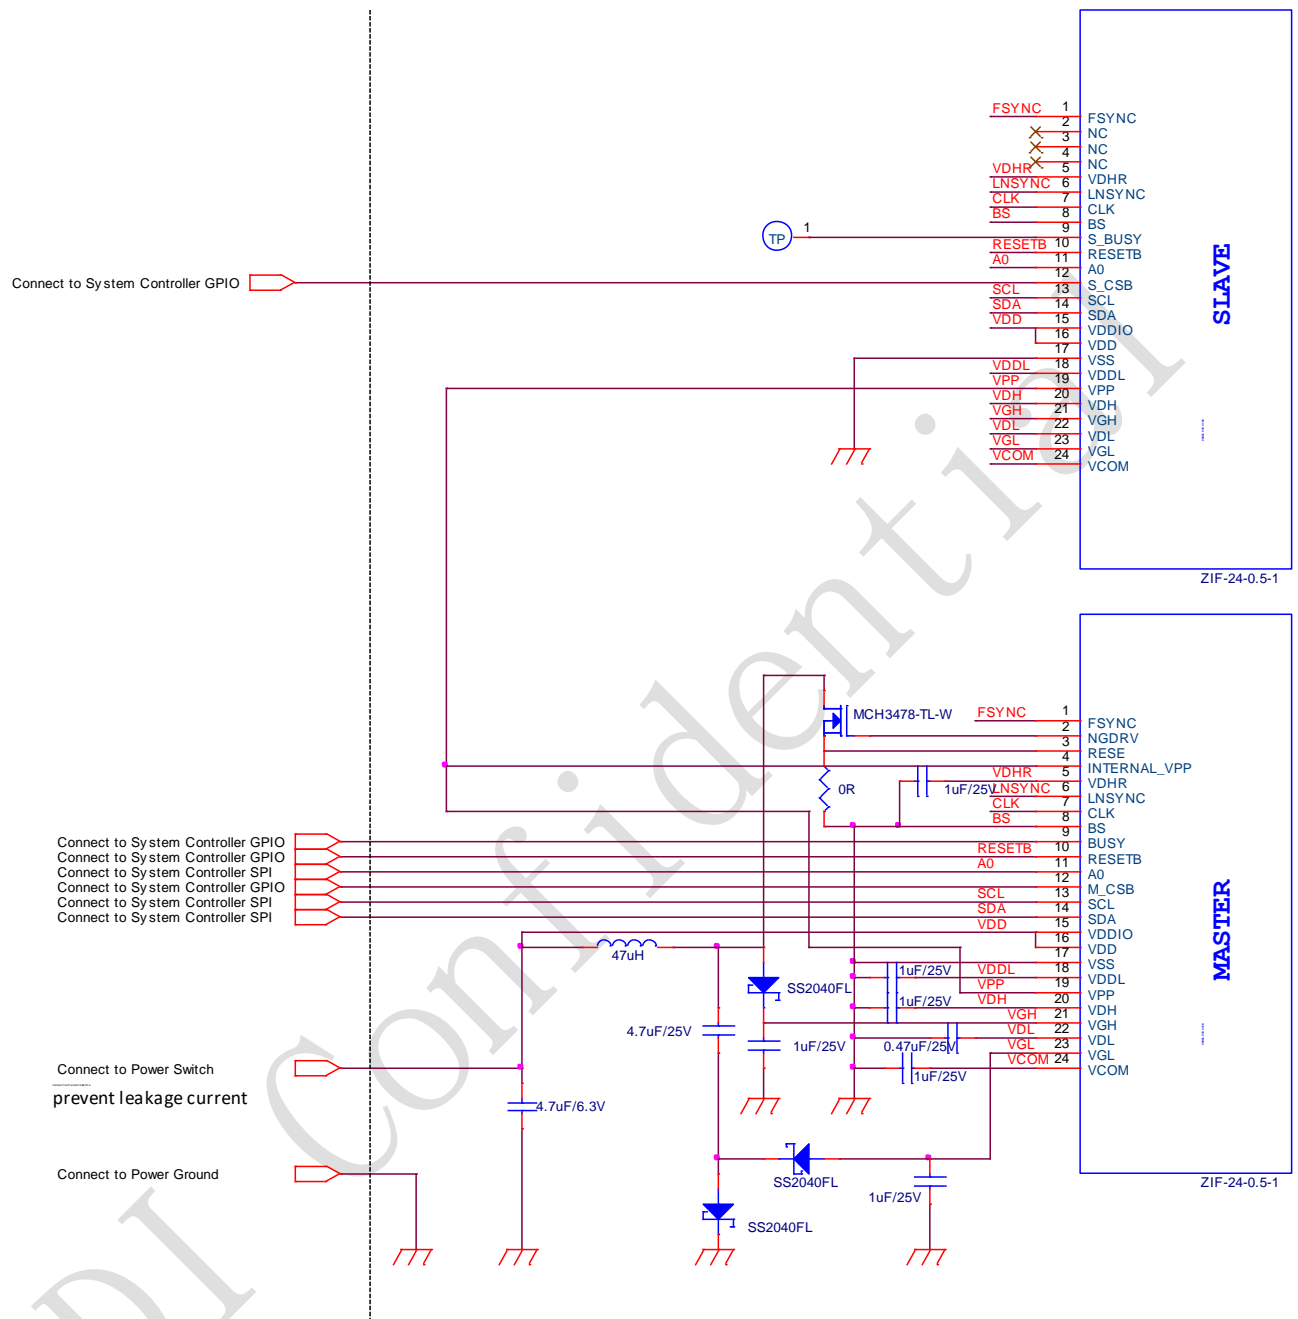 FSYNC 1 FSYNC
2 NC
3 NC
4 NC
VDHR 5 VDHR
LNSYNC 6 LNSYNC
CLK 7 CLK
BS 8 BS
TP 1 9 S_BUSY
RESETB 10 RESETB
A0 11 A0
Connect to System Controller GPIO 12 S_CSB
SCL 13 SCL
SDA 14 SDA
VDD 15 VDDIO
16 VDD
17 VSS
VDDL 18 VDDL
VPP 19 VPP
VDH 20 VDH
VGH 21 VGH
VDL 22 VDL
VGL 23 VGL
VCOM 24 VCOM
SLAVE
ZIF-24-0.5-1
MCH3478-TL-W
FSYNC 1 FSYNC
2 NGDRV
3 RESE
4 INTERNAL_VPP
VDHR 5 VDHR
0R 1uF/25V LNSYNC 6 LNSYNC
CLK 7 CLK
BS 8 BS
Connect to System Controller GPIO 9 BUSY
Connect to System Controller GPIO RESETB 10 RESETB
Connect to System Controller SPI A0 11 A0
Connect to System Controller GPIO 12 M_CSB
Connect to System Controller SPI SCL 13 SCL
Connect to System Controller SPI SDA 14 SDA
VDD 15 VDDIO
47uH 16 VDD
17 VSS
1uF/25V VDDL 18 VDDL
SS2040FL VPP 19 VPP
1uF/25V VDH 20 VDH
VGH 21 VGH
4.7uF/25V VDL 22 VDL
1uF/25V 0.47uF/25V VGL 23 VGL
VCOM 24 VCOM
1uF/25V
MASTER
Connect to Power Switch
prevent leakage current
4.7uF/6.3V
Connect to Power Ground
SS2040FL
1uF/25V
SS2040FL
ZIF-24-0.5-1
DI Confidential